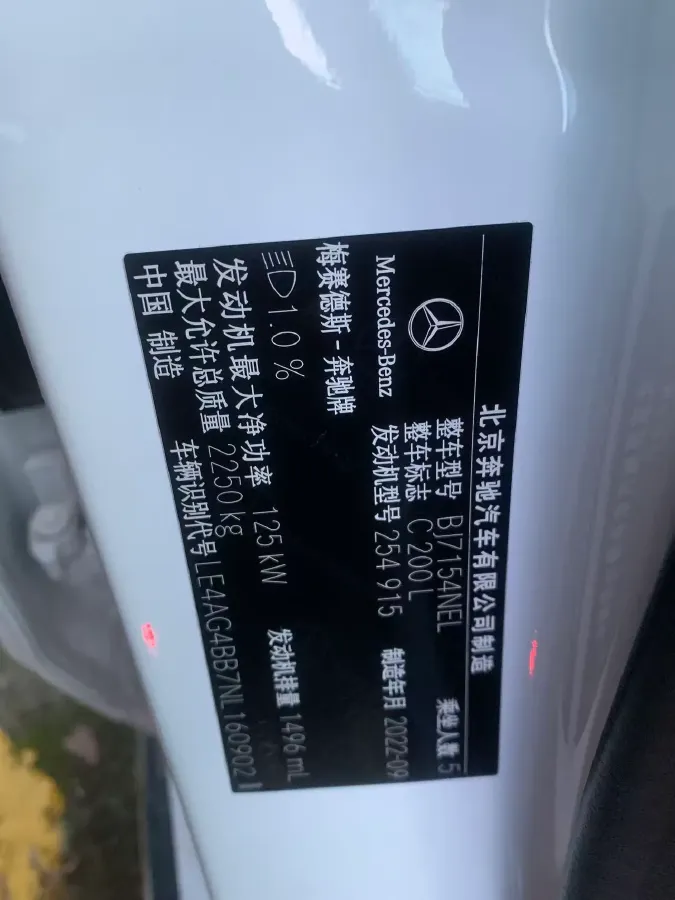 北京奔驰汽车有限公司制造
Mercedes-Benz
整车型号 BJ7154NEL 乘坐人数 5
整车标志 C 200 L
发动机型号 254 915 制造年月 2022-09
梅赛德斯-奔驰牌
1.0 %
发动机最大净功率 125 kW 发动机排量 1496 mL
最大允许总质量 2250 kg
中国 制造 车辆识别代号 LE4AG4BB7NL160902